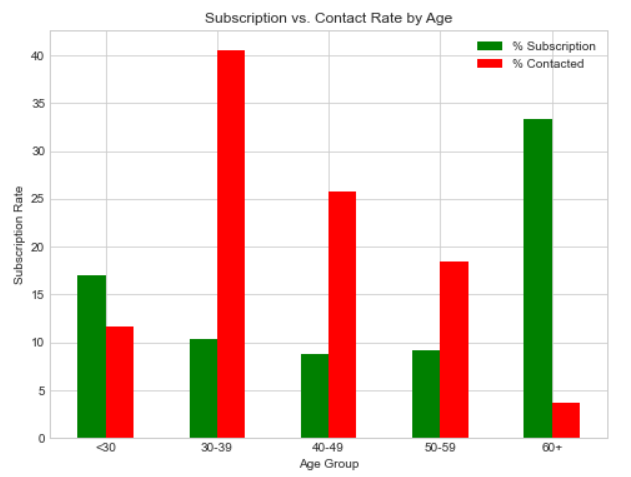 Subscription vs. Contact Rate by Age
% Subscription
% Contacted
40
35
30
25
20
15
10
5
0
Subscription Rate
<30 30-39 40-49 50-59 60+
Age Group